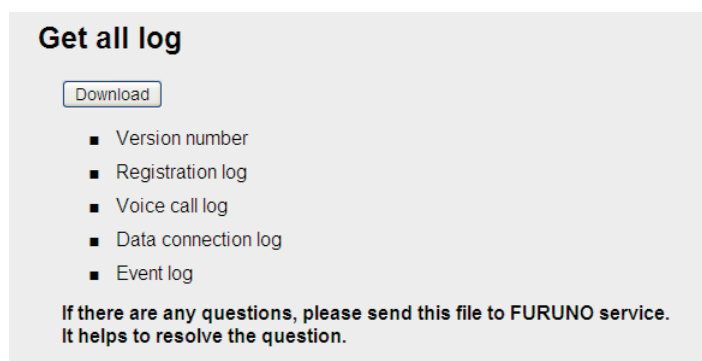 Get all log
Download
Version number
Registration log
Voice call log
Data connection log
Event log
If there are any questions, please send this file to FURUNO service.
It helps to resolve the question.